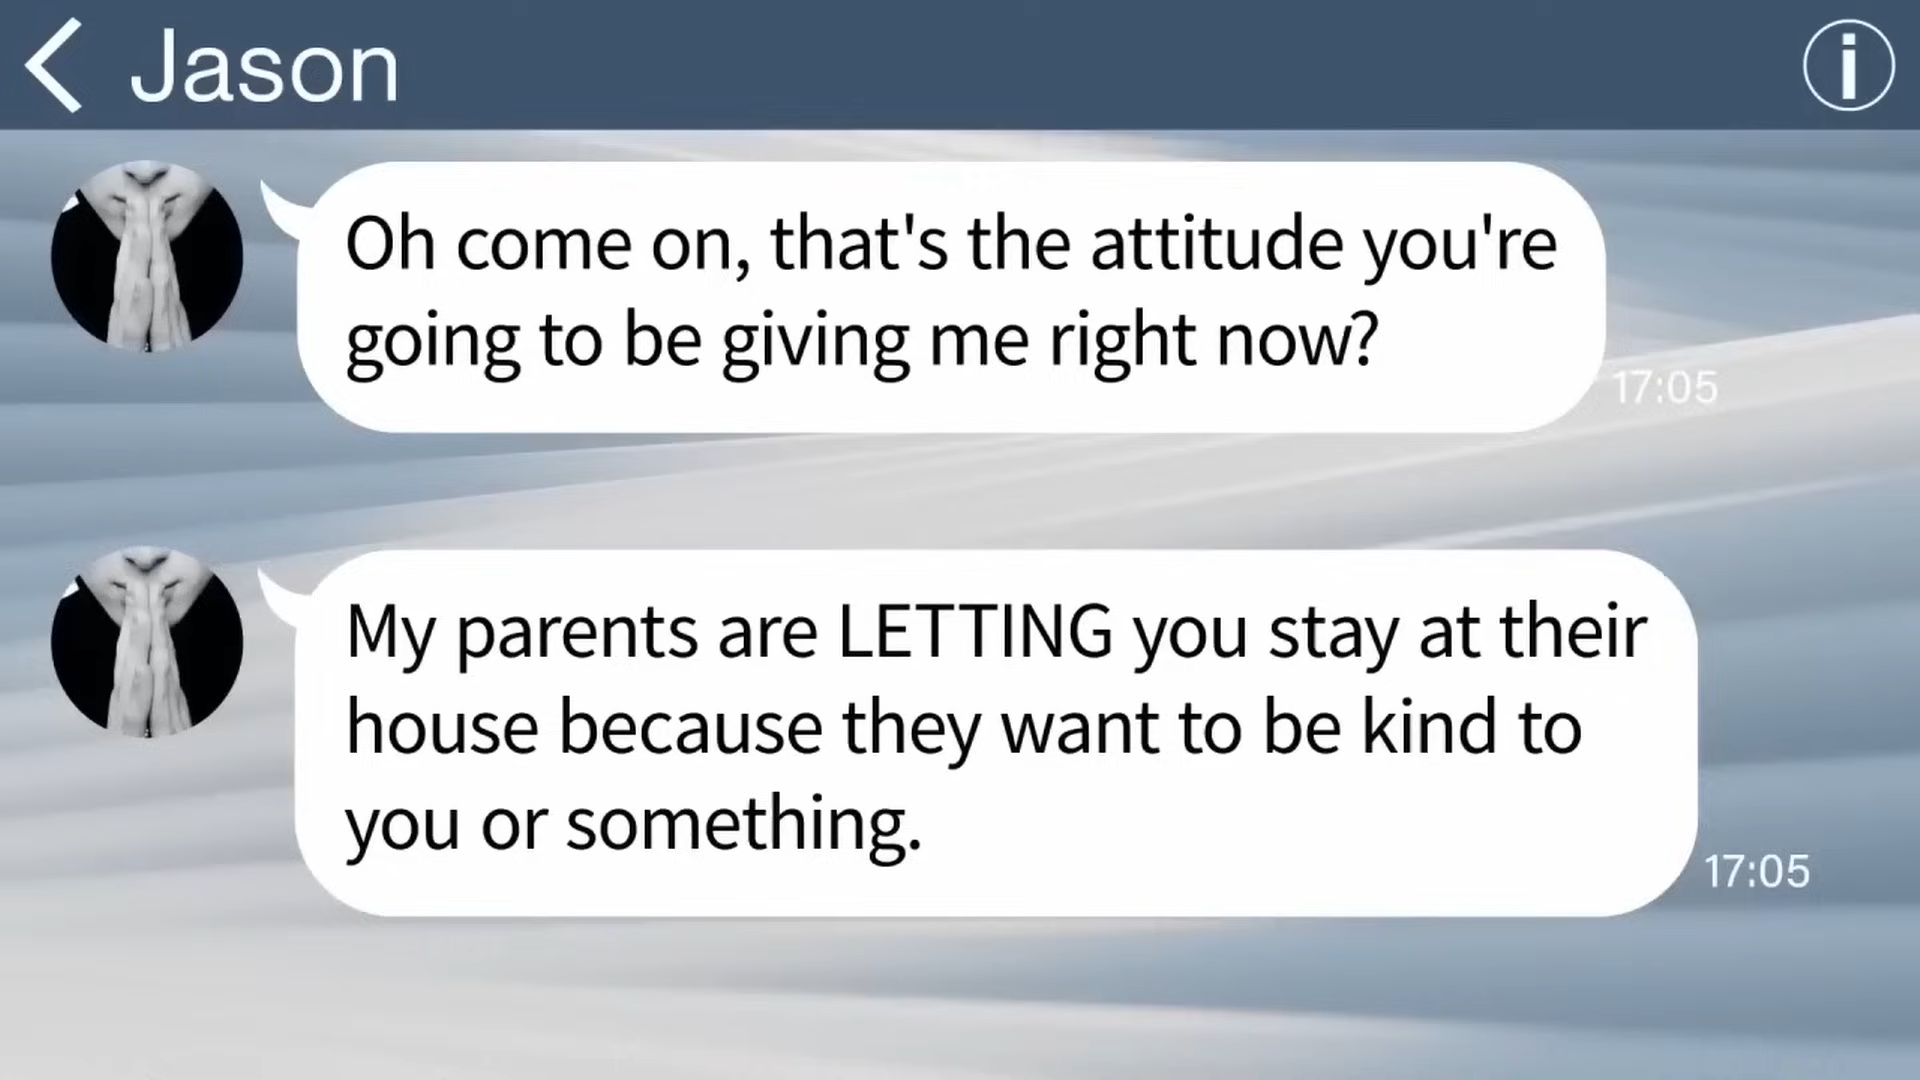 Jason
Oh come on, that's the attitude you're
going to be giving me right now?
17:05
My parents are LETTING you stay at their
house because they want to be kind to
you or something.
17:05